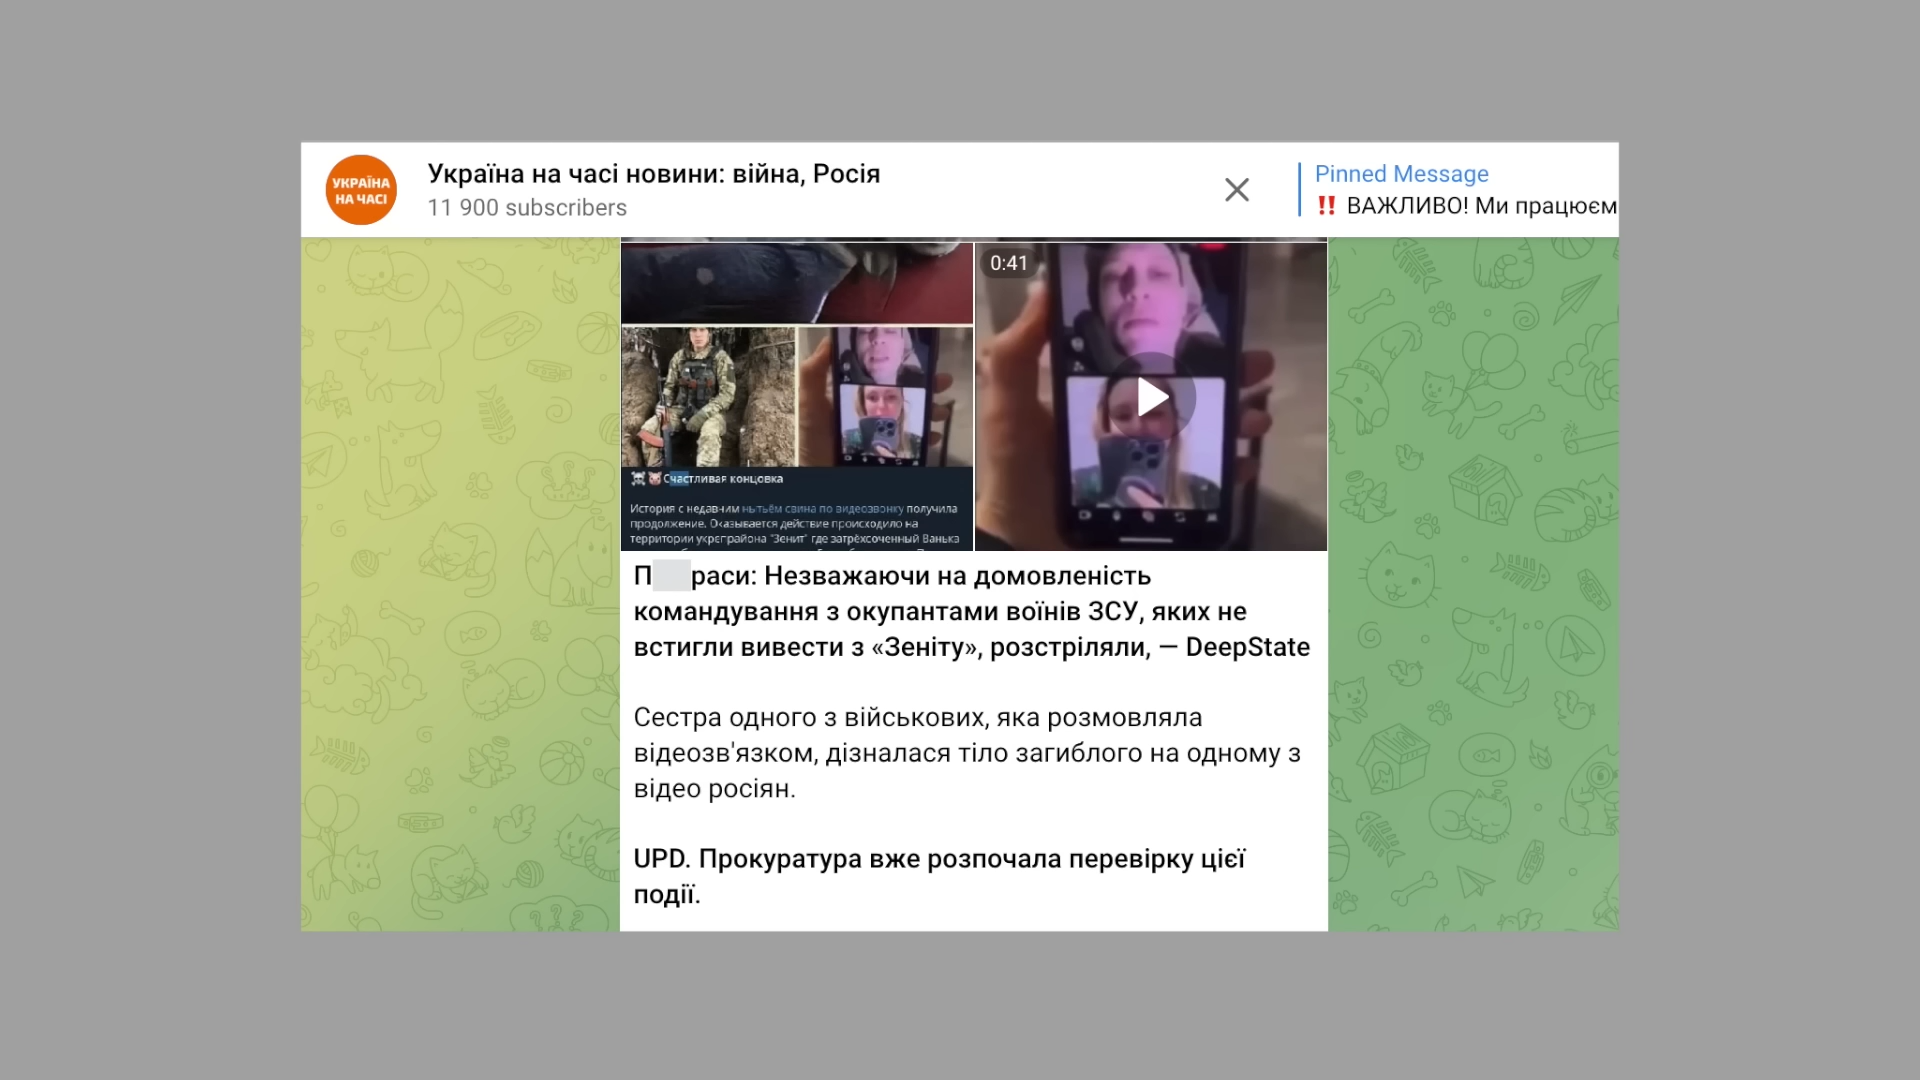 УКРАЇНА
НА ЧАСІ
Україна на часі новини: війна, Росія
11 900 subscribers
Pinned Message
‼ ВАЖЛИВО! Ми працюєм
0:41
☠🐷Счастливая концовка
История с недавним нытьём свина по видеозвонку получила
продолжение. Оказывается действие происходило на
территории укрепрайона "Зенит" где затрёхсоченный Ванька
П раси: Незважаючи на домовленість
командування з окупантами воїнів ЗСУ, яких не
встигли вивести з «Зеніту», розстріляли, — DeepState
Сестра одного з військових, яка розмовляла
відеозв'язком, дізналася тіло загиблого на одному з
відео росіян.
UPD. Прокуратура вже розпочала перевірку цієї
події.